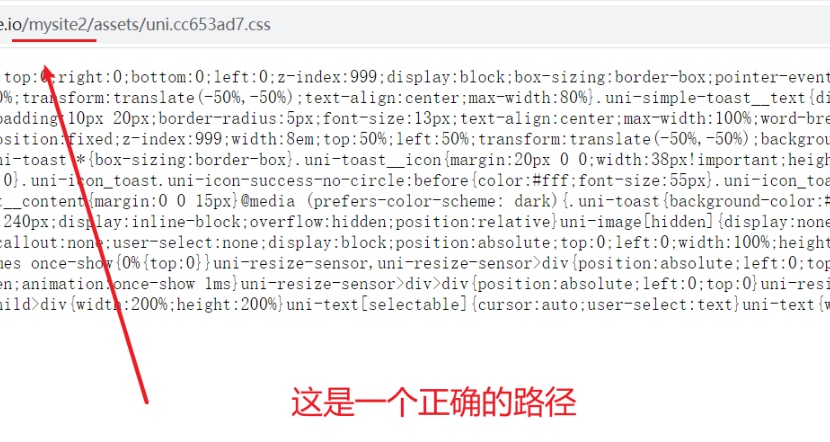 e.io/mysite2/assets/uni.cc653ad7.css
top:0;right:0;bottom:0;left:0;z-index:999;display:block;box-sizing:border-box;pointer-event
0%;transform:translate(-50%,-50%);text-align:center;max-width:80%}.uni-simple-toast__text{di
padding:10px 20px;border-radius:5px;font-size:13px;text-align:center;max-width:100%;word-bre
osition:fixed;z-index:999;width:8em;top:50%;left:50%;transform:translate(-50%,-50%);backgrou
ni-toast *{box-sizing:border-box}.uni-toast__icon{margin:20px 0 0;width:38px!important;heigh
0}.uni-icon_toast.uni-icon-success-no-circle:before{color:#fff;font-size:55px}.uni-icon_toa
t__content{margin:0 0 15px}@media (prefers-color-scheme: dark){.uni-toast{background-color:#
240px;display:inline-block;overflow:hidden;position:relative}uni-image[hidden]{display:none
callout:none;user-select:none;display:block;position:absolute;top:0;left:0;width:100%;height
nes once-show{0%{top:0}}uni-resize-sensor,uni-resize-sensor>div{position:absolute;left:0;top
en;animation:once-show 1ms}uni-resize-sensor>div>div{position:absolute;left:0;top:0}uni-resi
hild>div{width:200%;height:200%}uni-text[selectable]{cursor:auto;user-select:text}uni-text{w
这是一个正确的路径